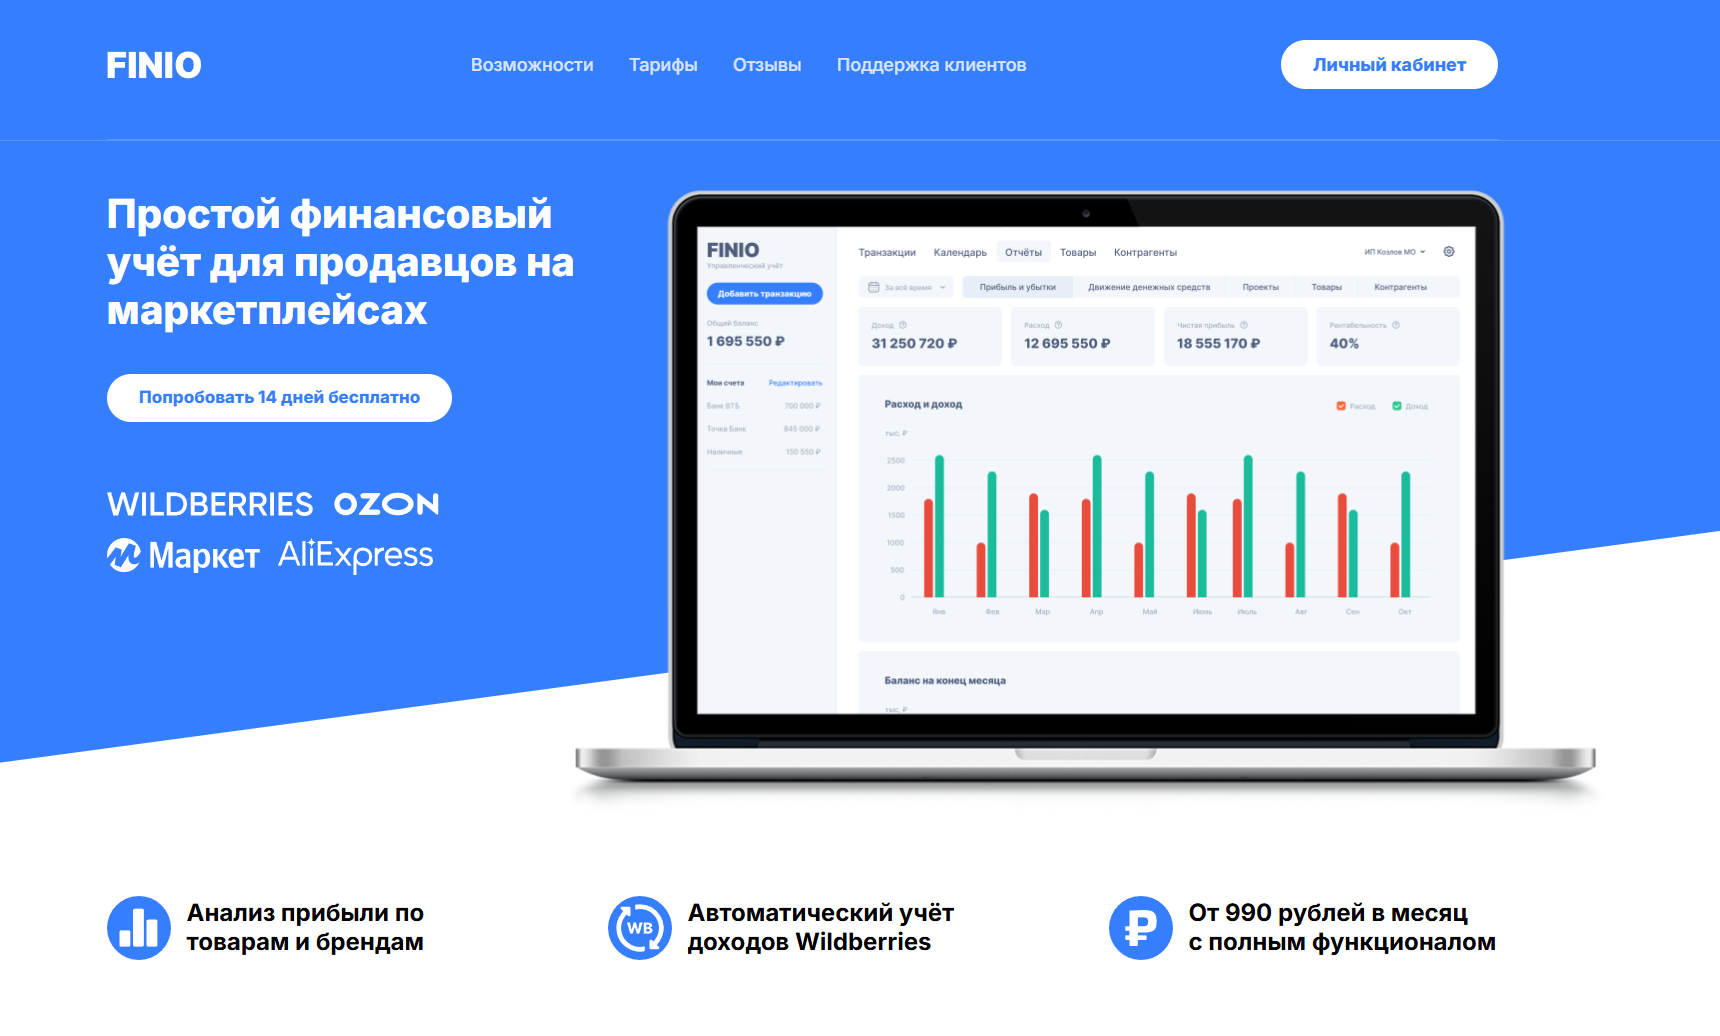 FINIO
Возможности Тарифы Отзывы Поддержка клиентов
Личный кабинет
Простой финансовый
учёт для продавцов на
маркетплейсах
Попробовать 14 дней бесплатно
WILDBERRIES OZON
Маркет AliExpress
FINIO
Управленческий учёт
Добавить транзакцию
Общий баланс
1 695 550 ₽
Мои счета Редактировать
Банк ВТБ 700 000 ₽
Точка Банк 845 000 ₽
Наличные 150 550 ₽
Транзакции Календарь Отчёты Товары Контрагенты
ИП Козлов МО
За всё время
Прибыль и убытки Движение денежных средств Проекты Товары Контрагенты
Доход Расход Чистая прибыль Рентабельность
31 250 720 ₽ 12 695 550 ₽ 18 555 170 ₽ 40%
Расход и доход
Расход Доход
тыс, ₽
2500
2000
1500
1000
500
0
Янв Фев Мар Апр Май Июнь Июль Авг Сен Окт
Баланс на конец месяца
тыс, ₽
Анализ прибыли по
товарам и брендам
WB
Автоматический учёт
доходов Wildberries
₽
От 990 рублей в месяц
с полным функционалом